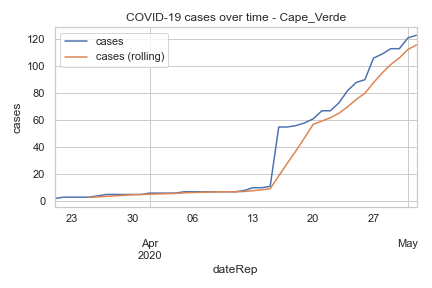 COVID-19 cases over time - Cape_Verde
cases
cases (rolling)
120
100
80
60
40
20
0
cases
23
30
06
13
20
27
Apr
2020
May
dateRep